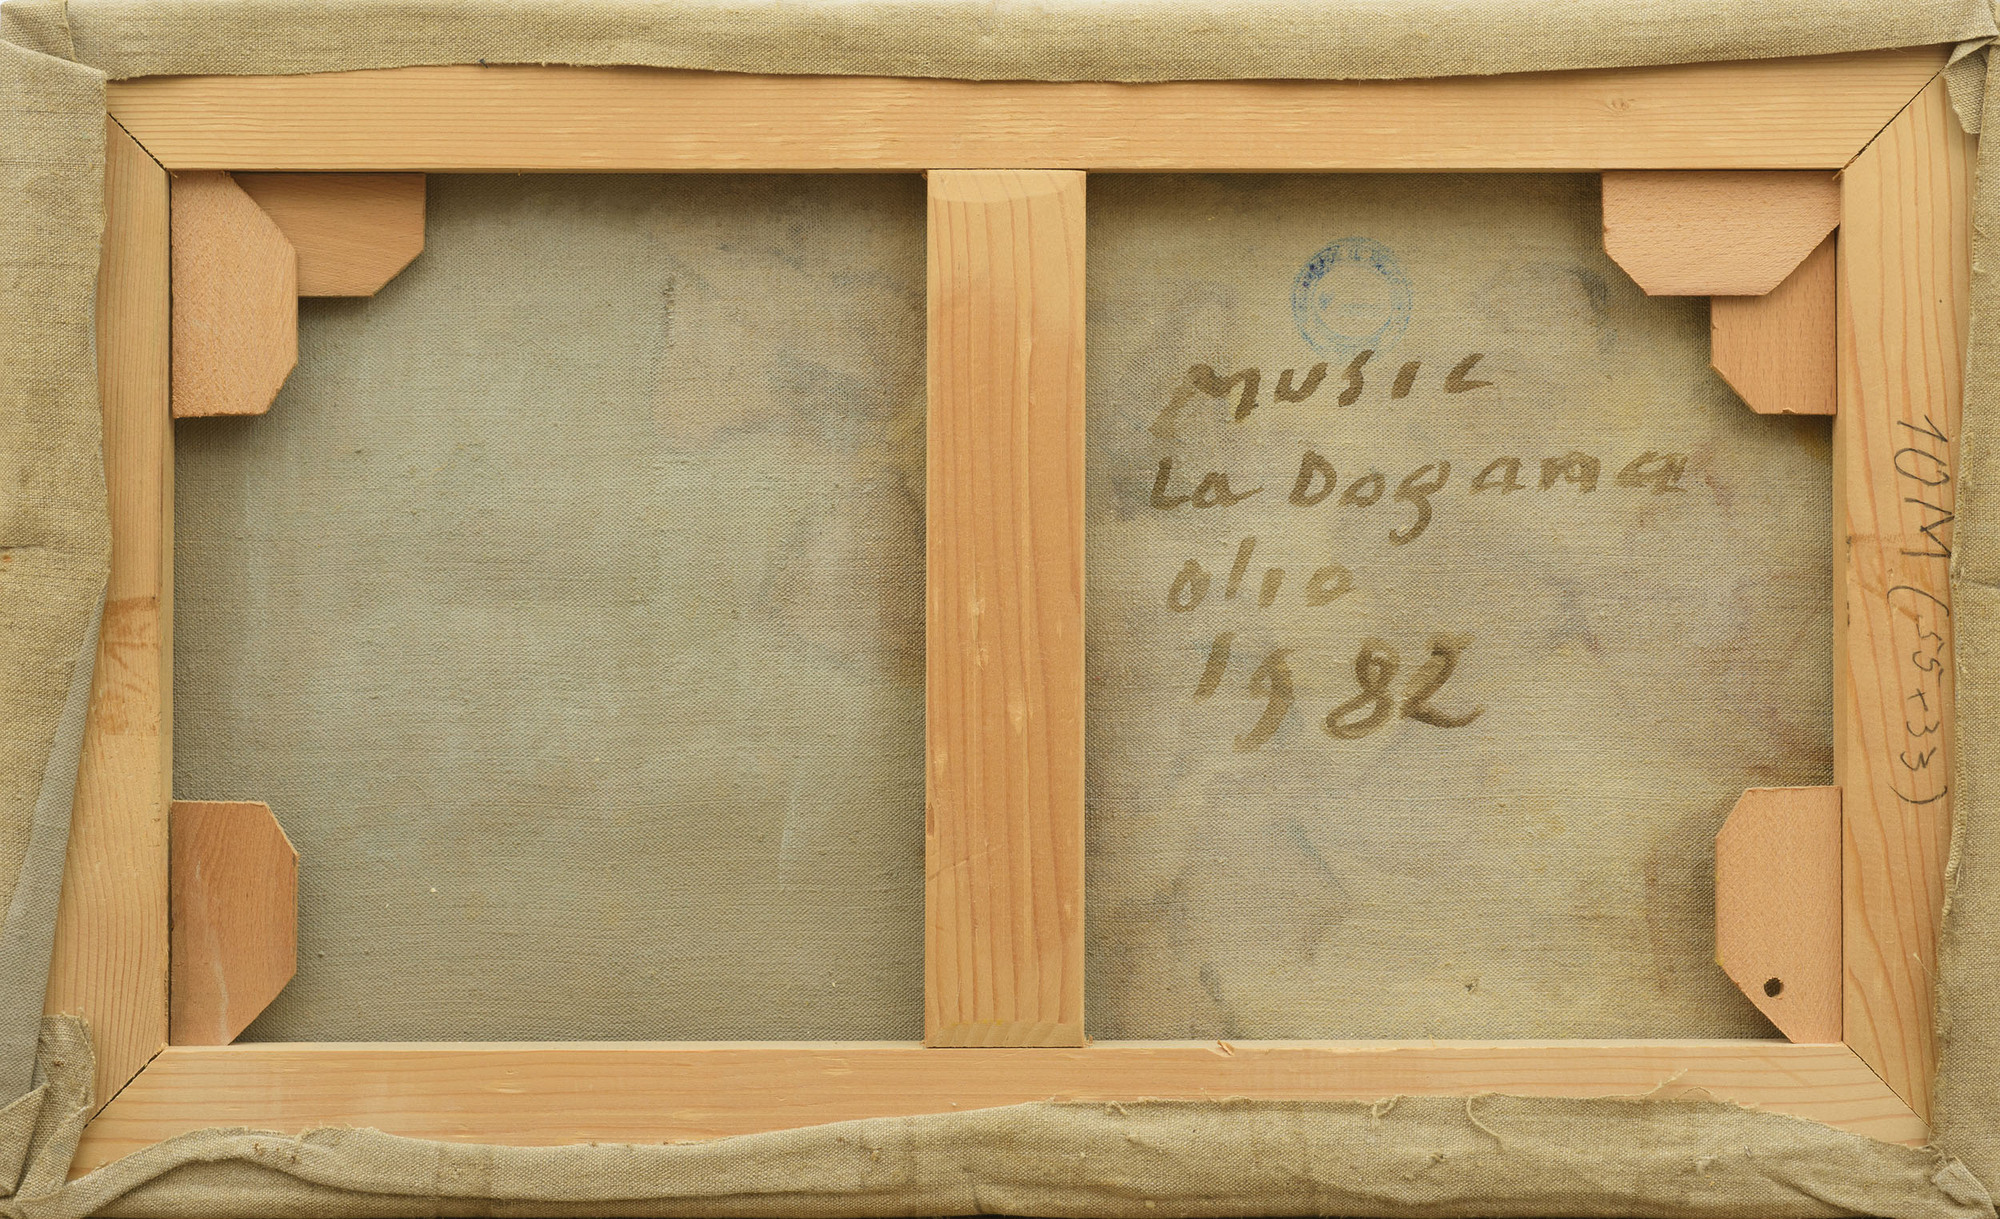 MUSIC
La Dogana
olio
1982
10M (55+33)